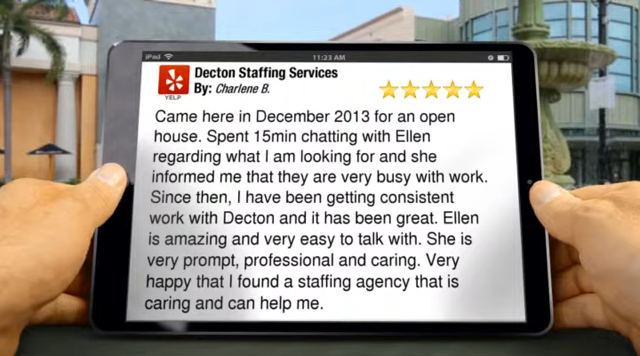 iPad
11:23 AM
YELP
Decton Staffing Services
By: Charlene B.
Came here in December 2013 for an open
house. Spent 15min chatting with Ellen
regarding what I am looking for and she
informed me that they are very busy with work.
Since then, I have been getting consistent
work with Decton and it has been great. Ellen
is amazing and very easy to talk with. She is
very prompt, professional and caring. Very
happy that I found a staffing agency that is
caring and can help me.